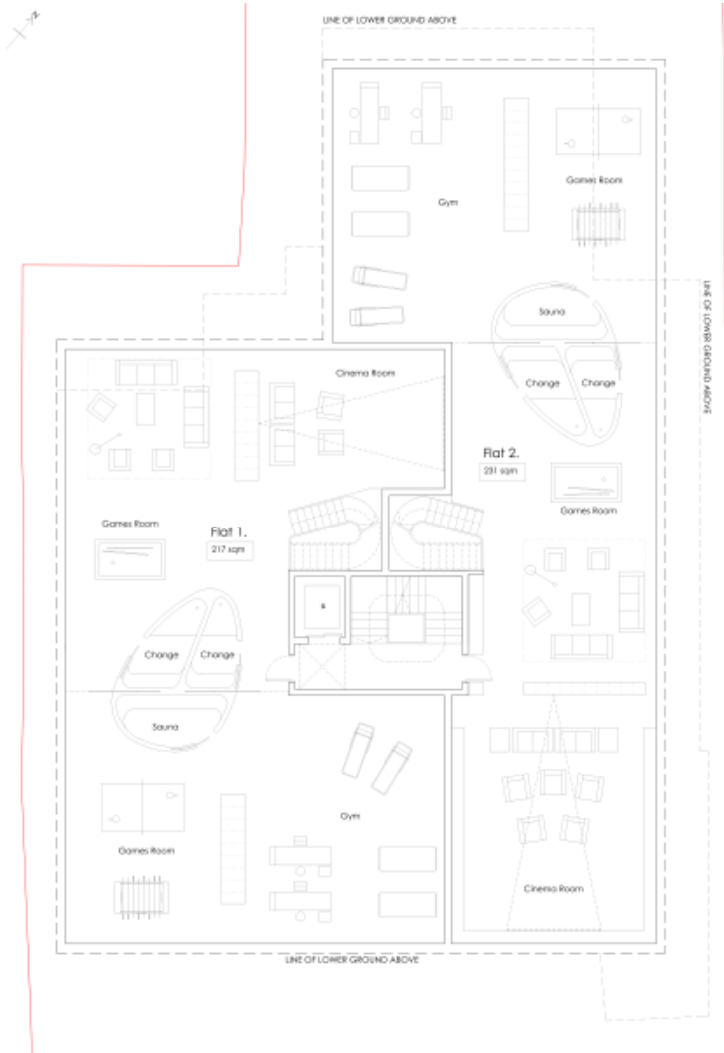 N
LINE OF LOWER GROUND ABOVE
Games Room
Gym
Sauna
LINE OF LOWER GROUND ABOVE
Cinema Room
Change
Change
Flat 2.
231 sqm
Games Room
Games Room
Flat 1.
217 sqm
Change
Change
Sauna
Gym
Games Room
Cinema Room
LINE OF LOWER GROUND ABOVE